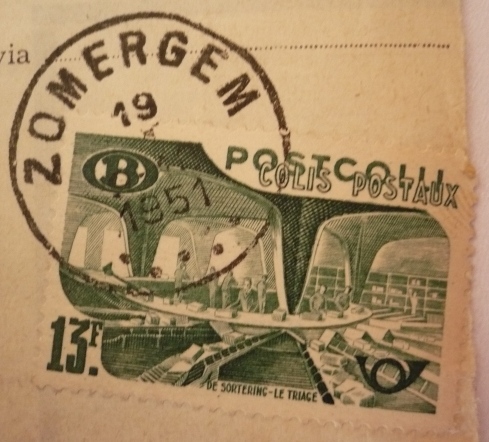 via
ZOMERGEM
19
1951
B
POSTCOLLI
COLIS POSTAUX
13F.
DE SORTERING-LE TRIAGE